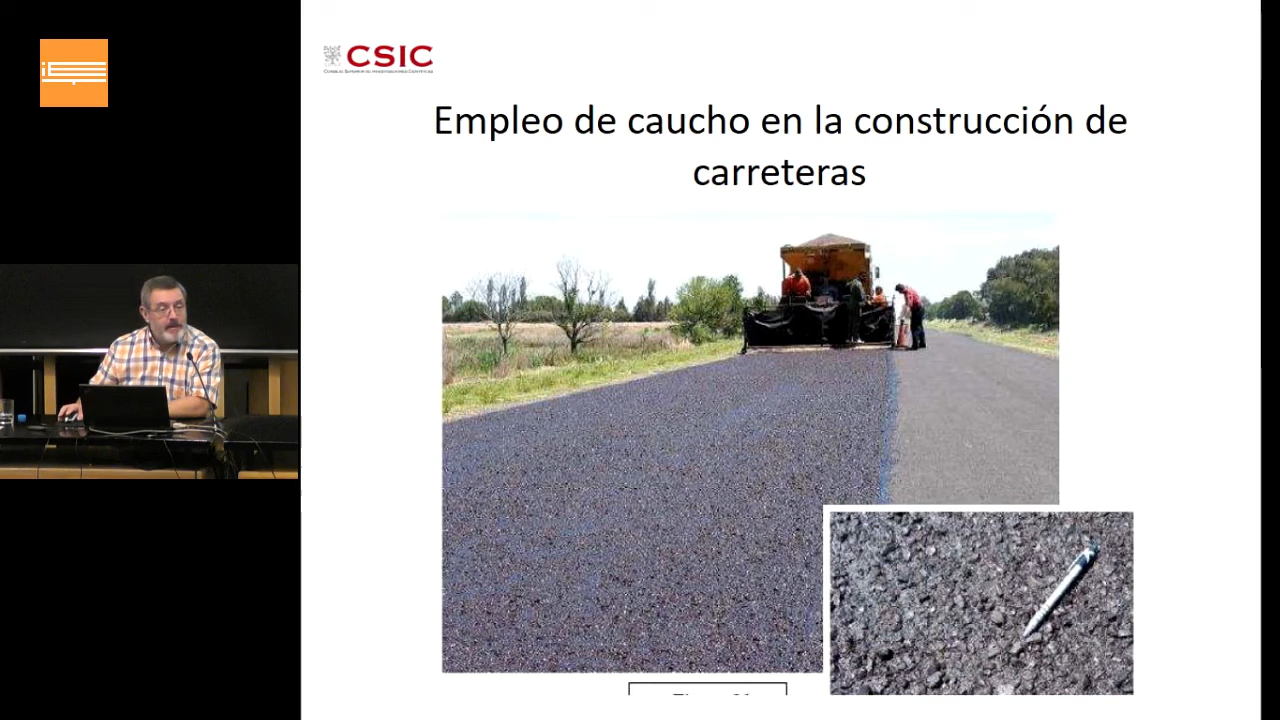 CSIC
CONSEJO SUPERIOR DE INVESTIGACIONES CIENTÍFICAS
Empleo de caucho en la construcción de
carreteras